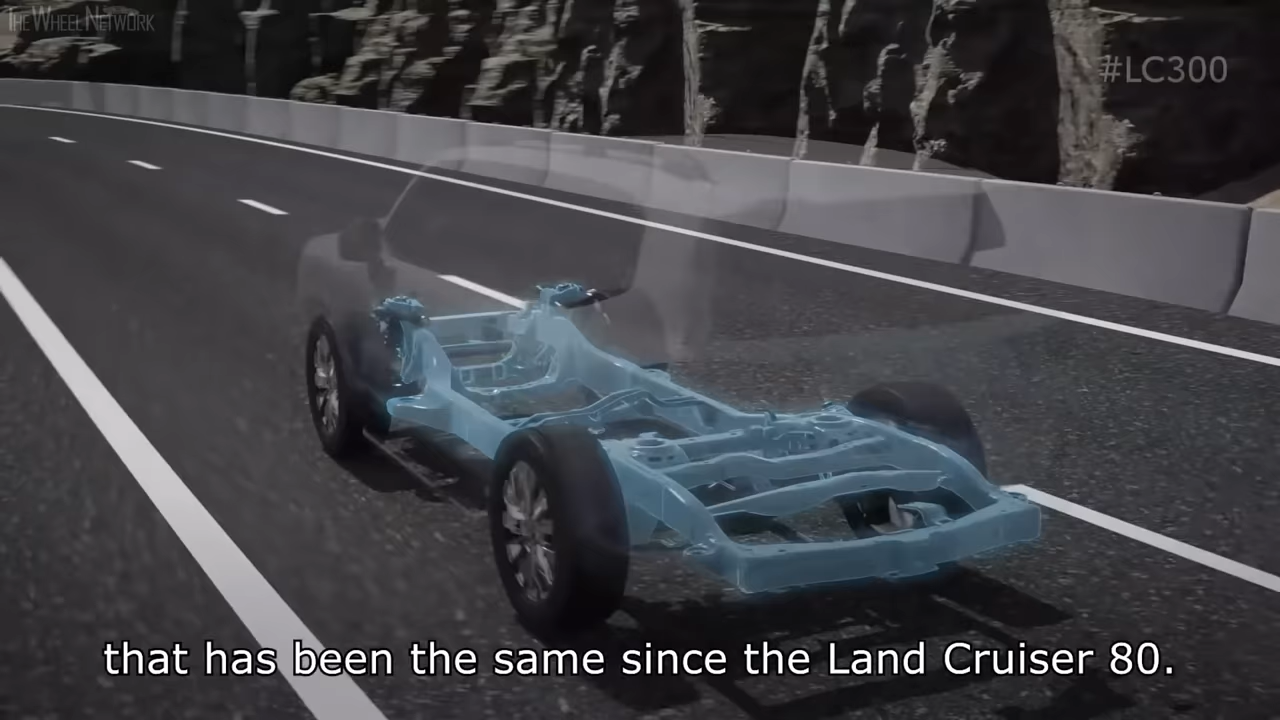 THE WHEEL NETWORK
#LC300
that has been the same since the Land Cruiser 80.